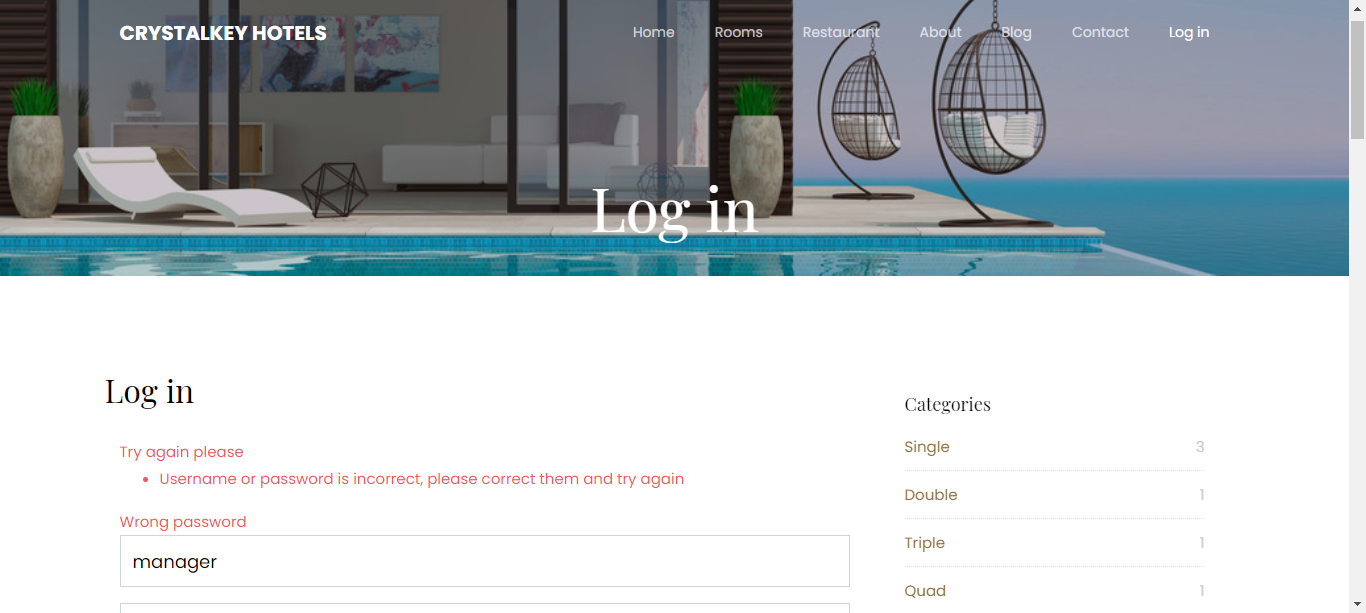 CRYSTALKEY HOTELS
Home Rooms Restaurant About Blog Contact Log in
Log in
Log in
Try again please
Username or password is incorrect, please correct them and try again
Wrong password
manager
Categories
Single 3
Double 1
Triple 1
Quad 1